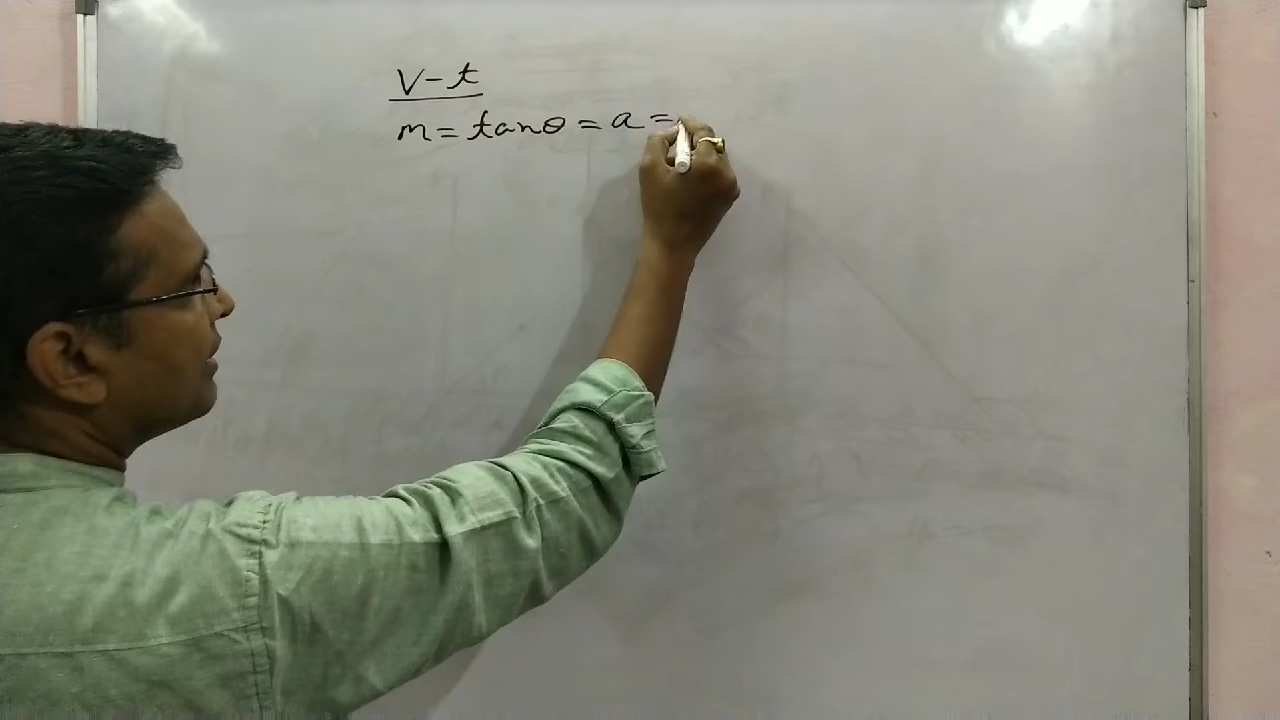 V-t
m = tanθ = a =